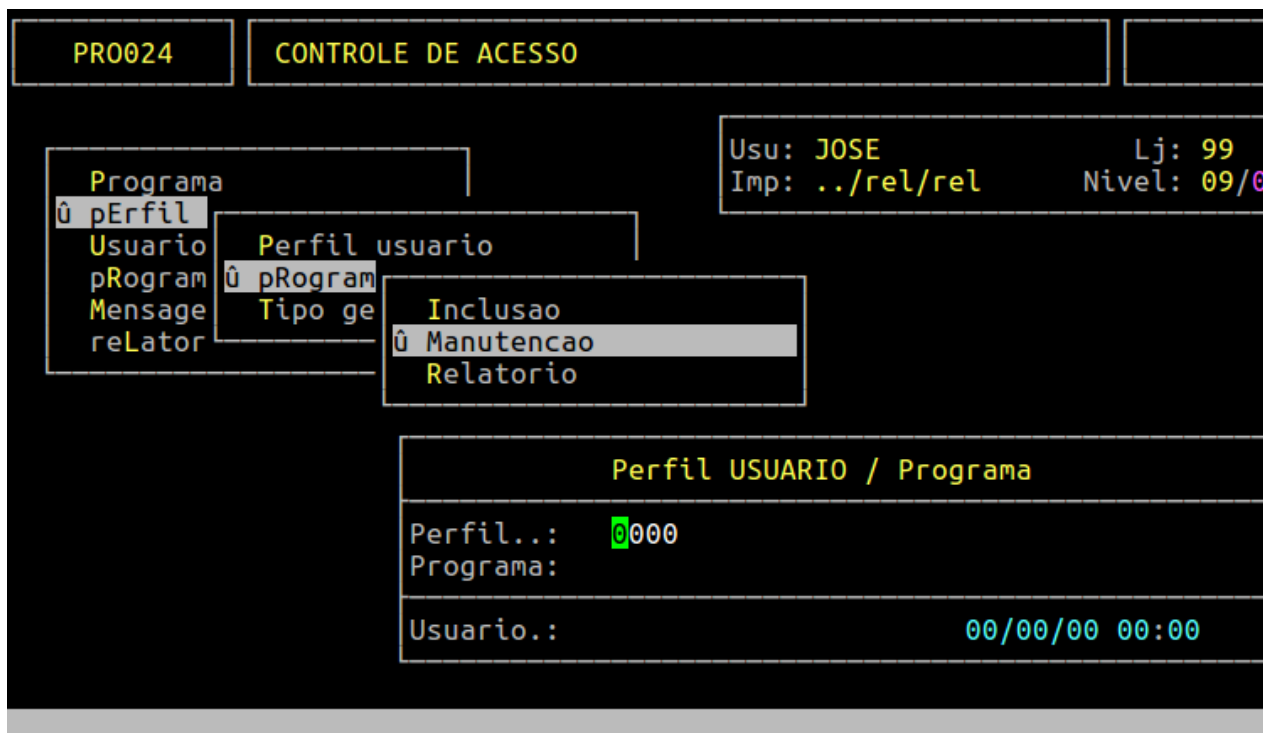 PRO024 CONTROLE DE ACESSO
Usu: JOSE Lj: 99
Imp: ../rel/rel Nivel: 09/0
Programa
û pErfil
Usuario Perfil usuario
pRogram û pRogram
Mensage Tipo ge Inclusao
reLator û Manutencao
Relatorio
Perfil USUARIO / Programa
Perfil..: 0000
Programa:
Usuario.: 00/00/00 00:00